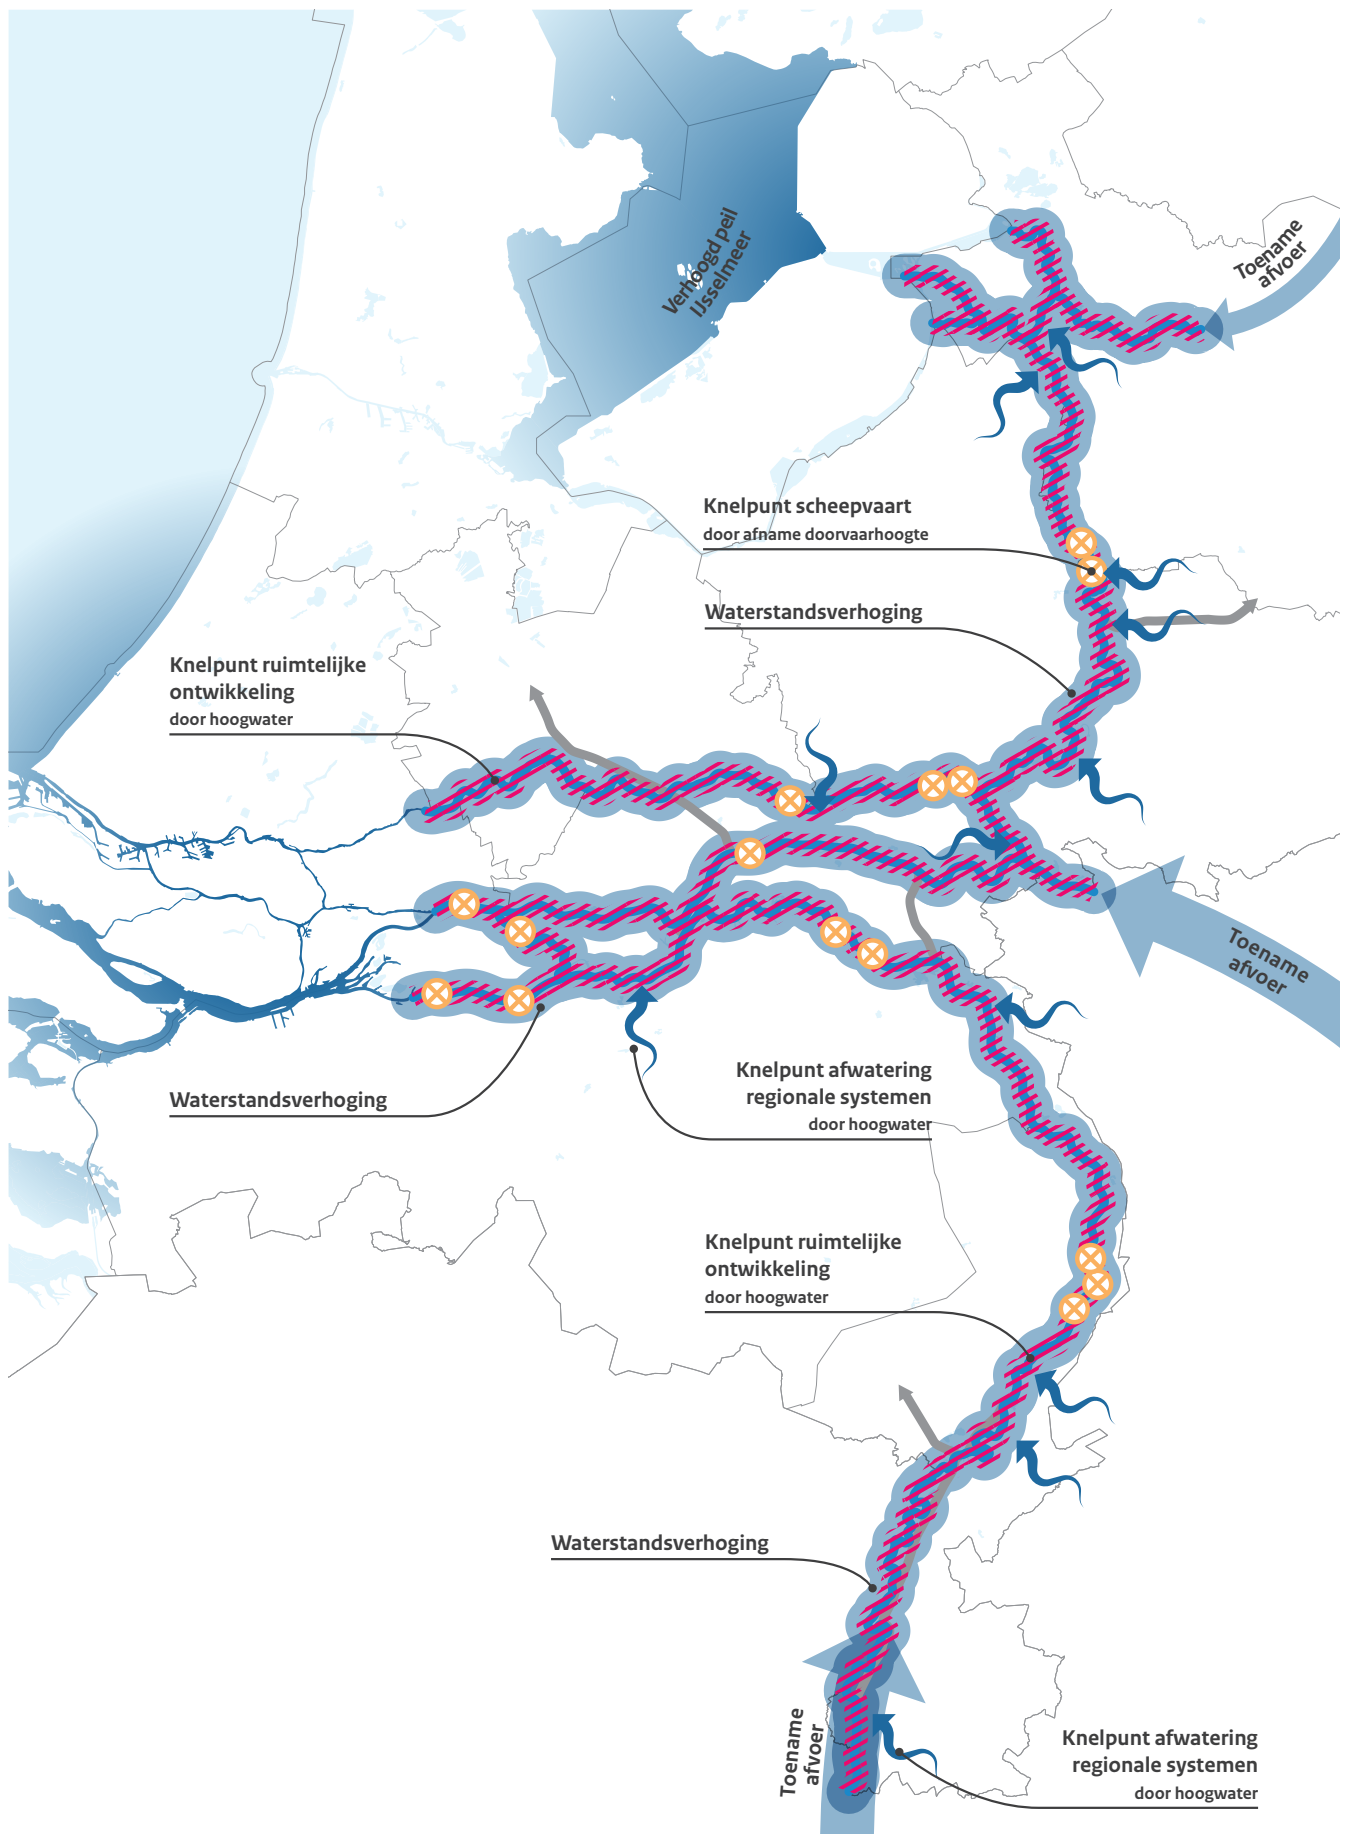 Toename
afvoer
Verhoogd peil
IJsselmeer
Knelpunt scheepvaart
door afname doorvaarhoogte
Waterstandsverhoging
Knelpunt ruimtelijke
ontwikkeling
door hoogwater
Toename
afvoer
Knelpunt afwatering
regionale systemen
door hoogwater
Waterstandsverhoging
Knelpunt ruimtelijke
ontwikkeling
door hoogwater
Waterstandsverhoging
Toename
afvoer
Knelpunt afwatering
regionale systemen
door hoogwater